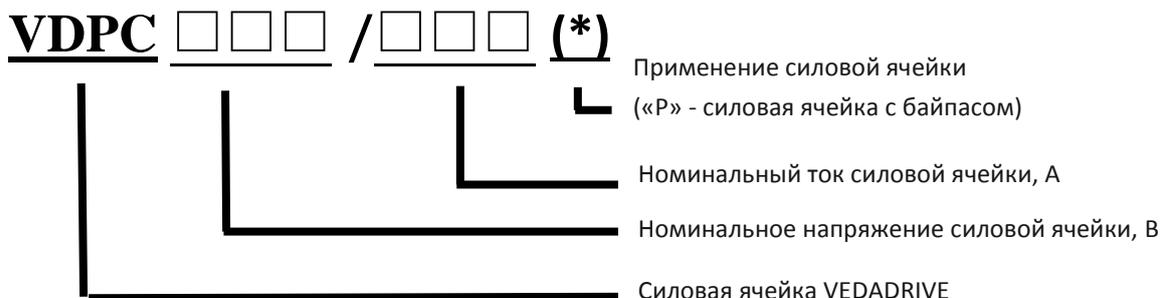 VDPC □□□ /□□□ (*)
Применение силовой ячейки
(«P» - силовая ячейка с байпасом)
Номинальный ток силовой ячейки, А
Номинальное напряжение силовой ячейки, В
Силовая ячейка VEDADRIVE